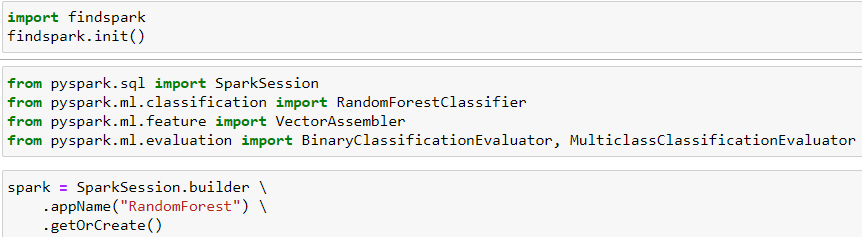 import findspark
findspark.init()
from pyspark.sql import SparkSession
from pyspark.ml.classification import RandomForestClassifier
from pyspark.ml.feature import VectorAssembler
from pyspark.ml.evaluation import BinaryClassificationEvaluator, MulticlassClassificationEvaluator
spark = SparkSession.builder \
    .appName("RandomForest") \
    .getOrCreate()